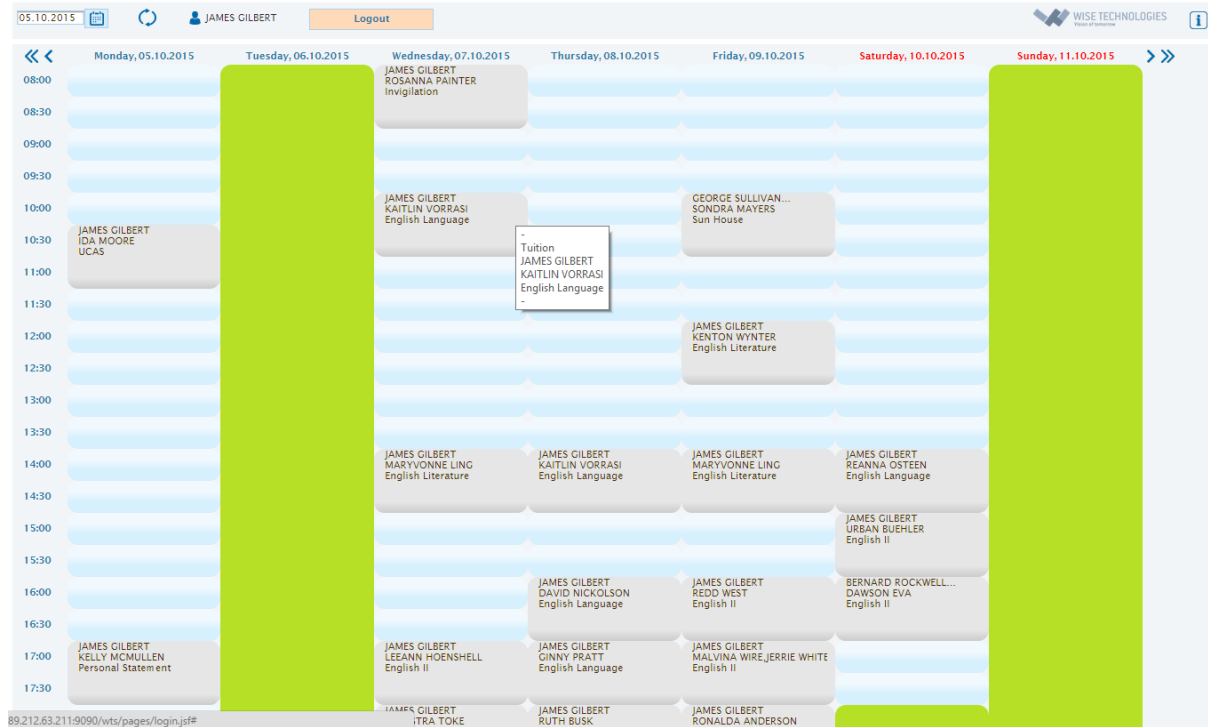 05.10.2015 JAMES GILBERT Logout WISE TECHNOLOGIES
Vision of tomorrow
Monday, 05.10.2015 Tuesday, 06.10.2015 Wednesday, 07.10.2015 Thursday, 08.10.2015 Friday, 09.10.2015 Saturday, 10.10.2015 Sunday, 11.10.2015
08:00
JAMES GILBERT
ROSANNA PAINTER
Invigilation
08:30
09:00
09:30
10:00
JAMES GILBERT
KAITLIN VORRASI
English Language
GEORGE SULLIVAN...
SONDRA MAYERS
Sun House
10:30
JAMES GILBERT
IDA MOORE
UCAS
-
Tuition
JAMES GILBERT
KAITLIN VORRASI
English Language
-
11:00
11:30
12:00
JAMES GILBERT
KENTON WYNTER
English Literature
12:30
13:00
13:30
14:00
JAMES GILBERT
MARYVONNE LING
English Literature
JAMES GILBERT
KAITLIN VORRASI
English Language
JAMES GILBERT
MARYVONNE LING
English Literature
JAMES GILBERT
REANNA OSTEEN
English Language
14:30
15:00
JAMES GILBERT
URBAN BUEHLER
English II
15:30
16:00
JAMES GILBERT
DAVID NICKOLSON
English Language
JAMES GILBERT
REDD WEST
English II
BERNARD ROCKWELL...
DAWSON EVA
English II
16:30
17:00
JAMES GILBERT
KELLY MCMULLEN
Personal Statement
JAMES GILBERT
LEEANN HOENSHELL
English II
JAMES GILBERT
GINNY PRATT
English Language
JAMES GILBERT
MALVINA WIRE,JERRIE WHITE
English II
17:30
JAMES GILBERT
TRA TOKE
JAMES GILBERT
RUTH BUSK
JAMES GILBERT
RONALDA ANDERSON
89.212.63.211:9090/wts/pages/login.jsf#